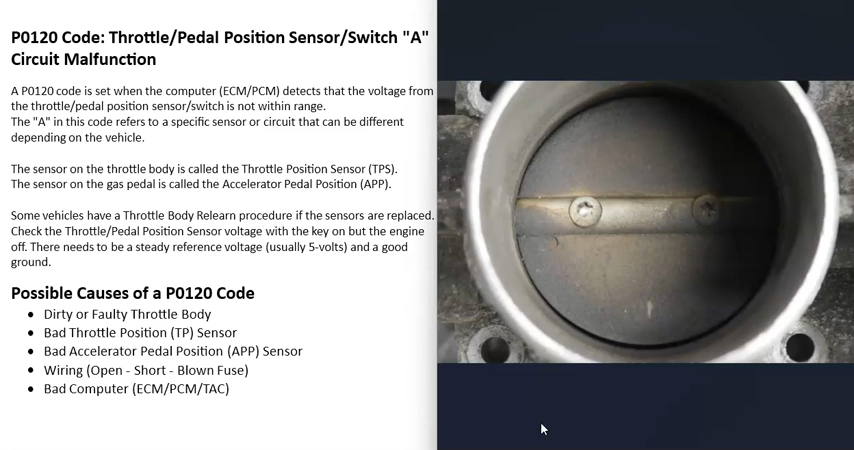 P0120 Code: Throttle/Pedal Position Sensor/Switch "A"
Circuit Malfunction
A P0120 code is set when the computer (ECM/PCM) detects that the voltage from
the throttle/pedal position sensor/switch is not within range.
The "A" in this code refers to a specific sensor or circuit that can be different
depending on the vehicle.
The sensor on the throttle body is called the Throttle Position Sensor (TPS).
The sensor on the gas pedal is called the Accelerator Pedal Position (APP).
Some vehicles have a Throttle Body Relearn procedure if the sensors are replaced.
Check the Throttle/Pedal Position Sensor voltage with the key on but the engine
off. There needs to be a steady reference voltage (usually 5-volts) and a good
ground.
Possible Causes of a P0120 Code
• Dirty or Faulty Throttle Body
• Bad Throttle Position (TP) Sensor
• Bad Accelerator Pedal Position (APP) Sensor
• Wiring (Open - Short - Blown Fuse)
• Bad Computer (ECM/PCM/TAC)